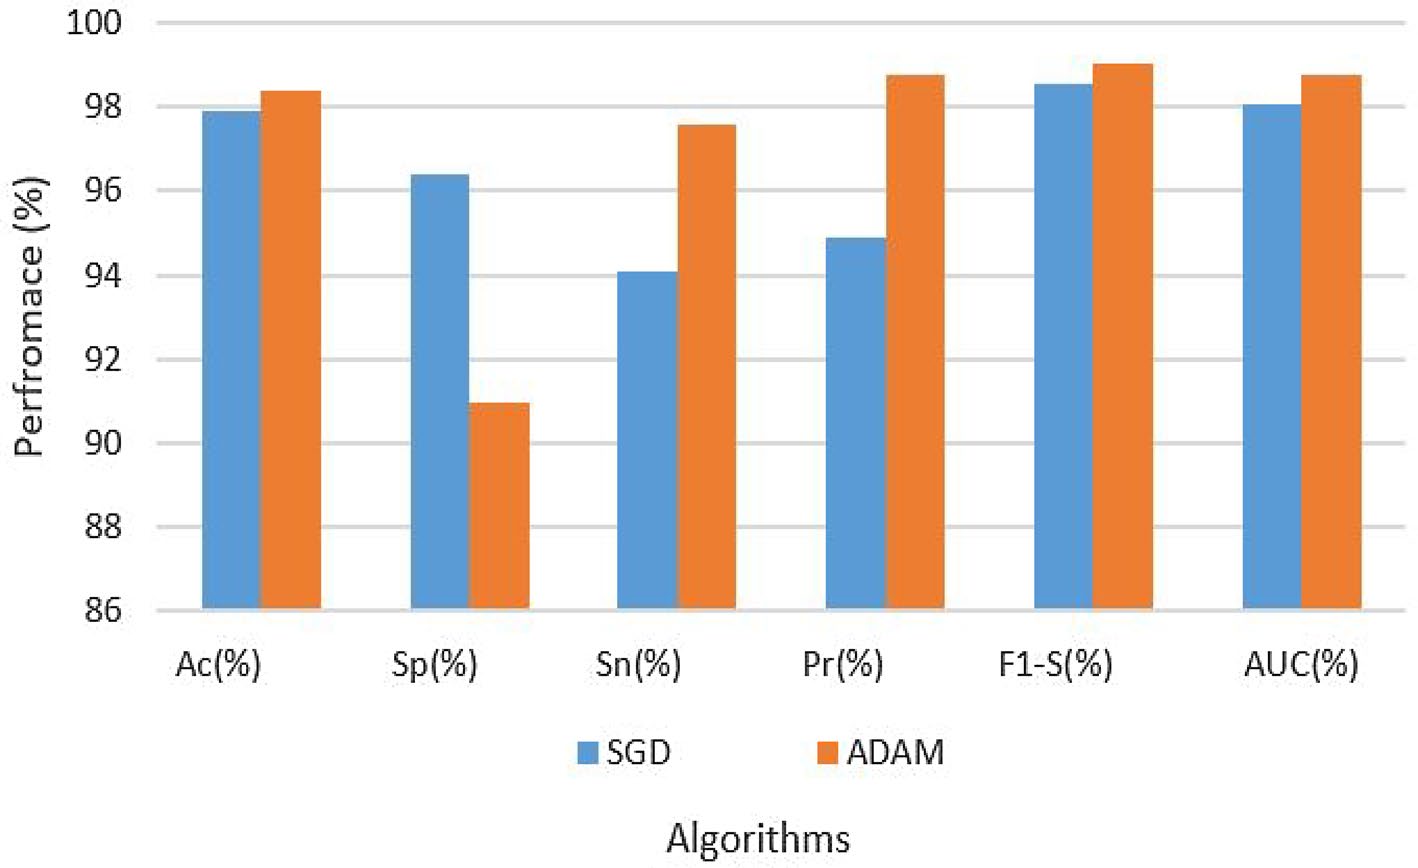 100
98
96
94
92
90
88
86
Perfromace (%)
Ac(%) Sp(%) Sn(%) Pr(%) F1-S(%) AUC(%)
SGD ADAM
Algorithms